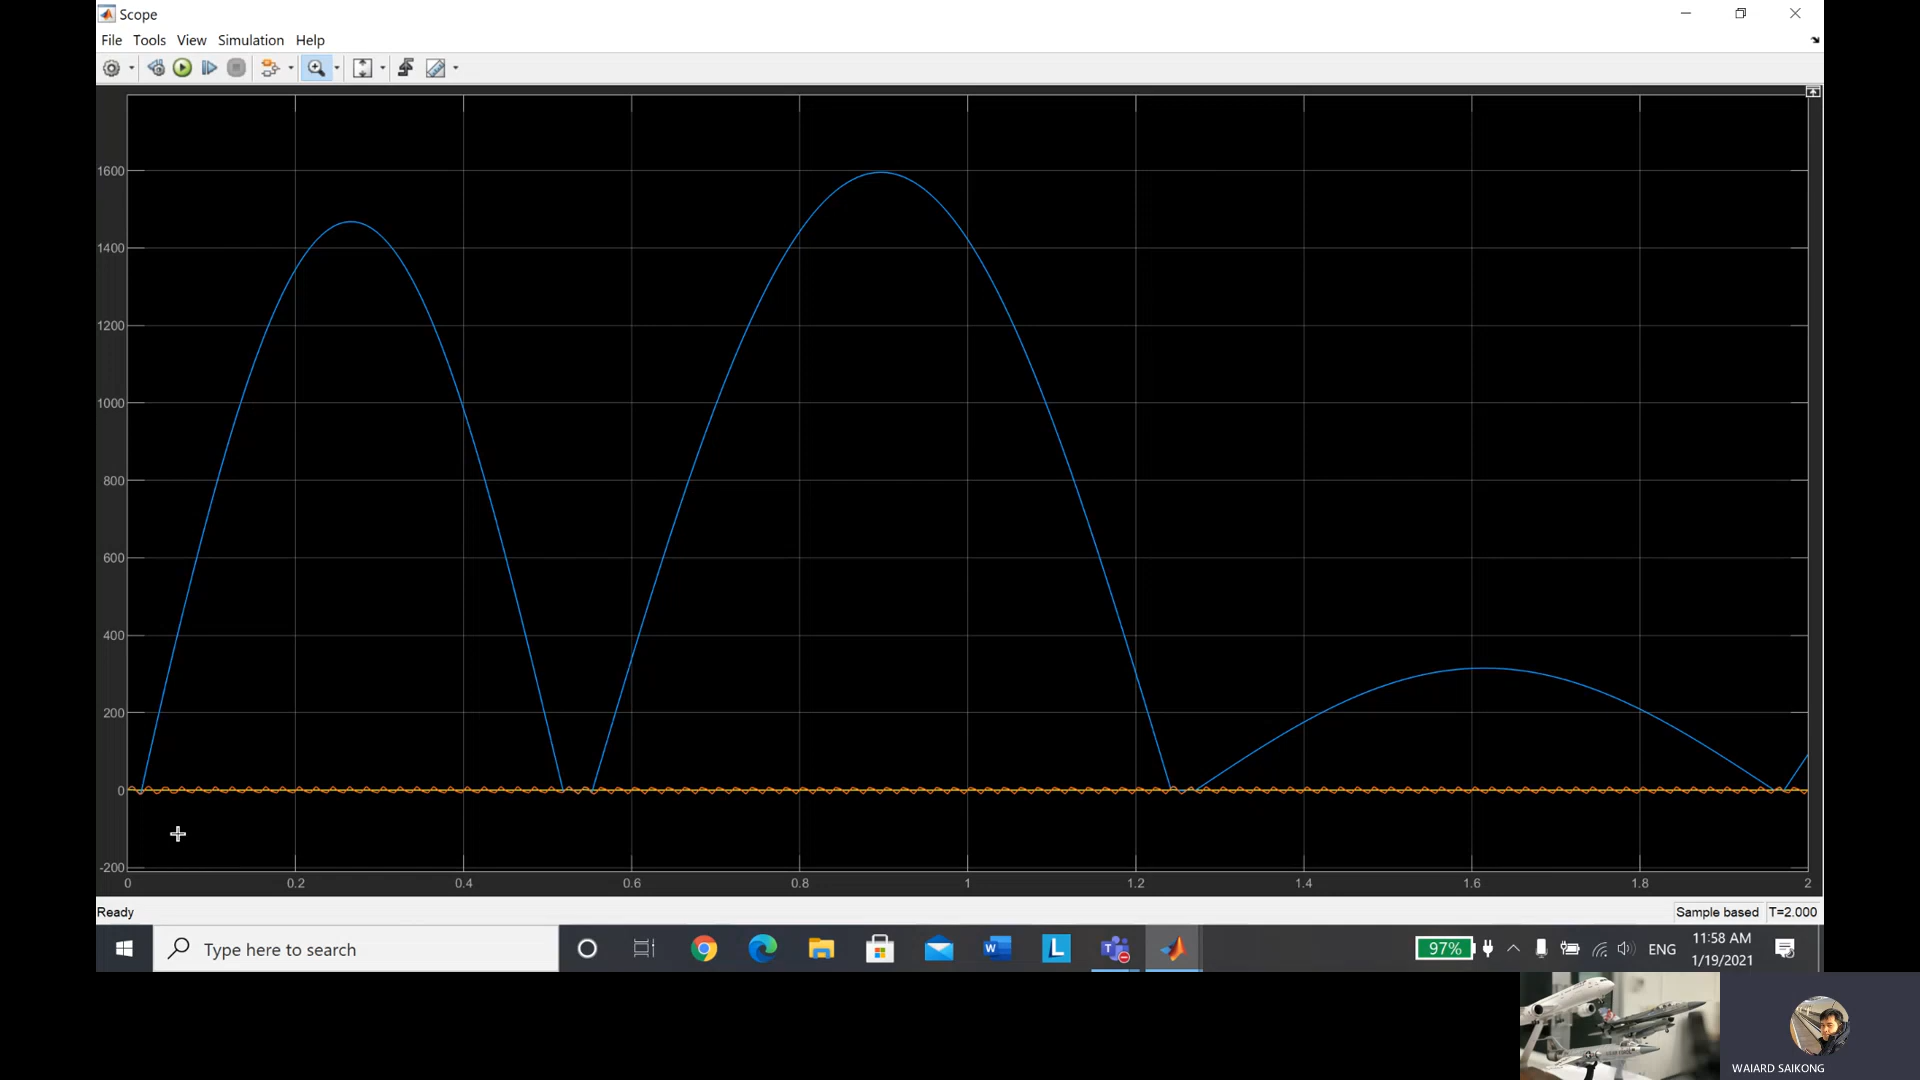 Scope
File Tools View Simulation Help
1600
1400
1200
1000
800
600
400
200
0
-200
0 0.2 0.4 0.6 0.8 1 1.2 1.4 1.6 1.8 2
Ready Sample based T=2.000
Type here to search W L T 97% ENG 11:58 AM
1/19/2021
WAIARD SAIKONG